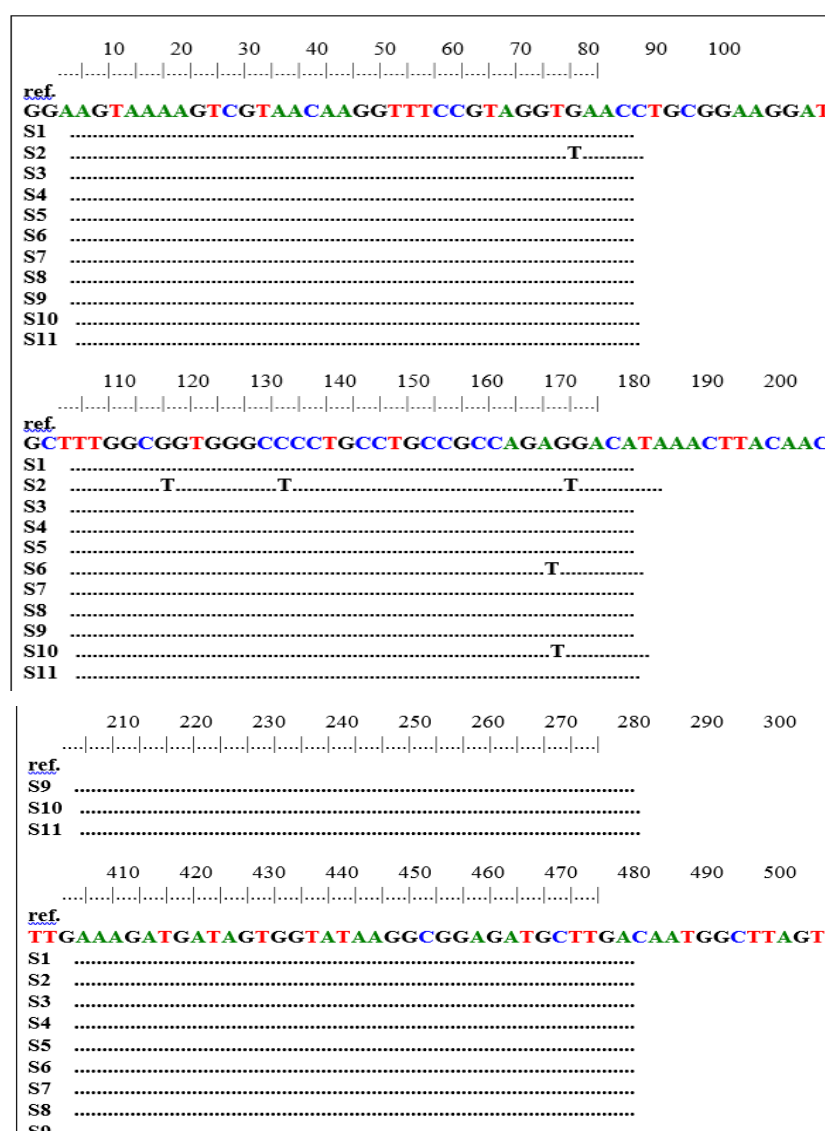 10 20 30 40 50 60 70 80 90 100
....|....|....|....|....|....|....|....|....|....|....|....|....|....|....|....|....|....|....|....|
ref.
GGAAGTAAAAGTCGTAACAAGGTTTCCGTAGGTGAACCTGCGGAAGGAT
S1 ....................................................................................................
S2 ........................................................................................T...........
S3 ....................................................................................................
S4 ....................................................................................................
S5 ....................................................................................................
S6 ....................................................................................................
S7 ....................................................................................................
S8 ....................................................................................................
S9 ....................................................................................................
S10 ....................................................................................................
S11 ....................................................................................................
110 120 130 140 150 160 170 180 190 200
....|....|....|....|....|....|....|....|....|....|....|....|....|....|....|....|....|....|....|....|
ref.
GCTTTGGCGGTGGGCCCCTGCCTGCCGCCAGAGGACATAAACTTACAAC
S1 ....................................................................................................
S2 ................T...................T.................................................T.............
S3 ....................................................................................................
S4 ....................................................................................................
S5 ....................................................................................................
S6 .....................................................................................T..............
S7 ....................................................................................................
S8 ....................................................................................................
S9 ....................................................................................................
S10 .....................................................................................T..............
S11 ....................................................................................................
210 220 230 240 250 260 270 280 290 300
....|....|....|....|....|....|....|....|....|....|....|....|....|....|....|....|....|....|....|....|
ref.
S9 ....................................................................................................
S10 ....................................................................................................
S11 ....................................................................................................
410 420 430 440 450 460 470 480 490 500
....|....|....|....|....|....|....|....|....|....|....|....|....|....|....|....|....|....|....|....|
ref.
TTGAAAGATGATAGTGGTATAAGGCGGAGATGCTTGACAATGGCTTAGT
S1 ....................................................................................................
S2 ....................................................................................................
S3 ....................................................................................................
S4 ....................................................................................................
S5 ....................................................................................................
S6 ....................................................................................................
S7 ....................................................................................................
S8 ....................................................................................................